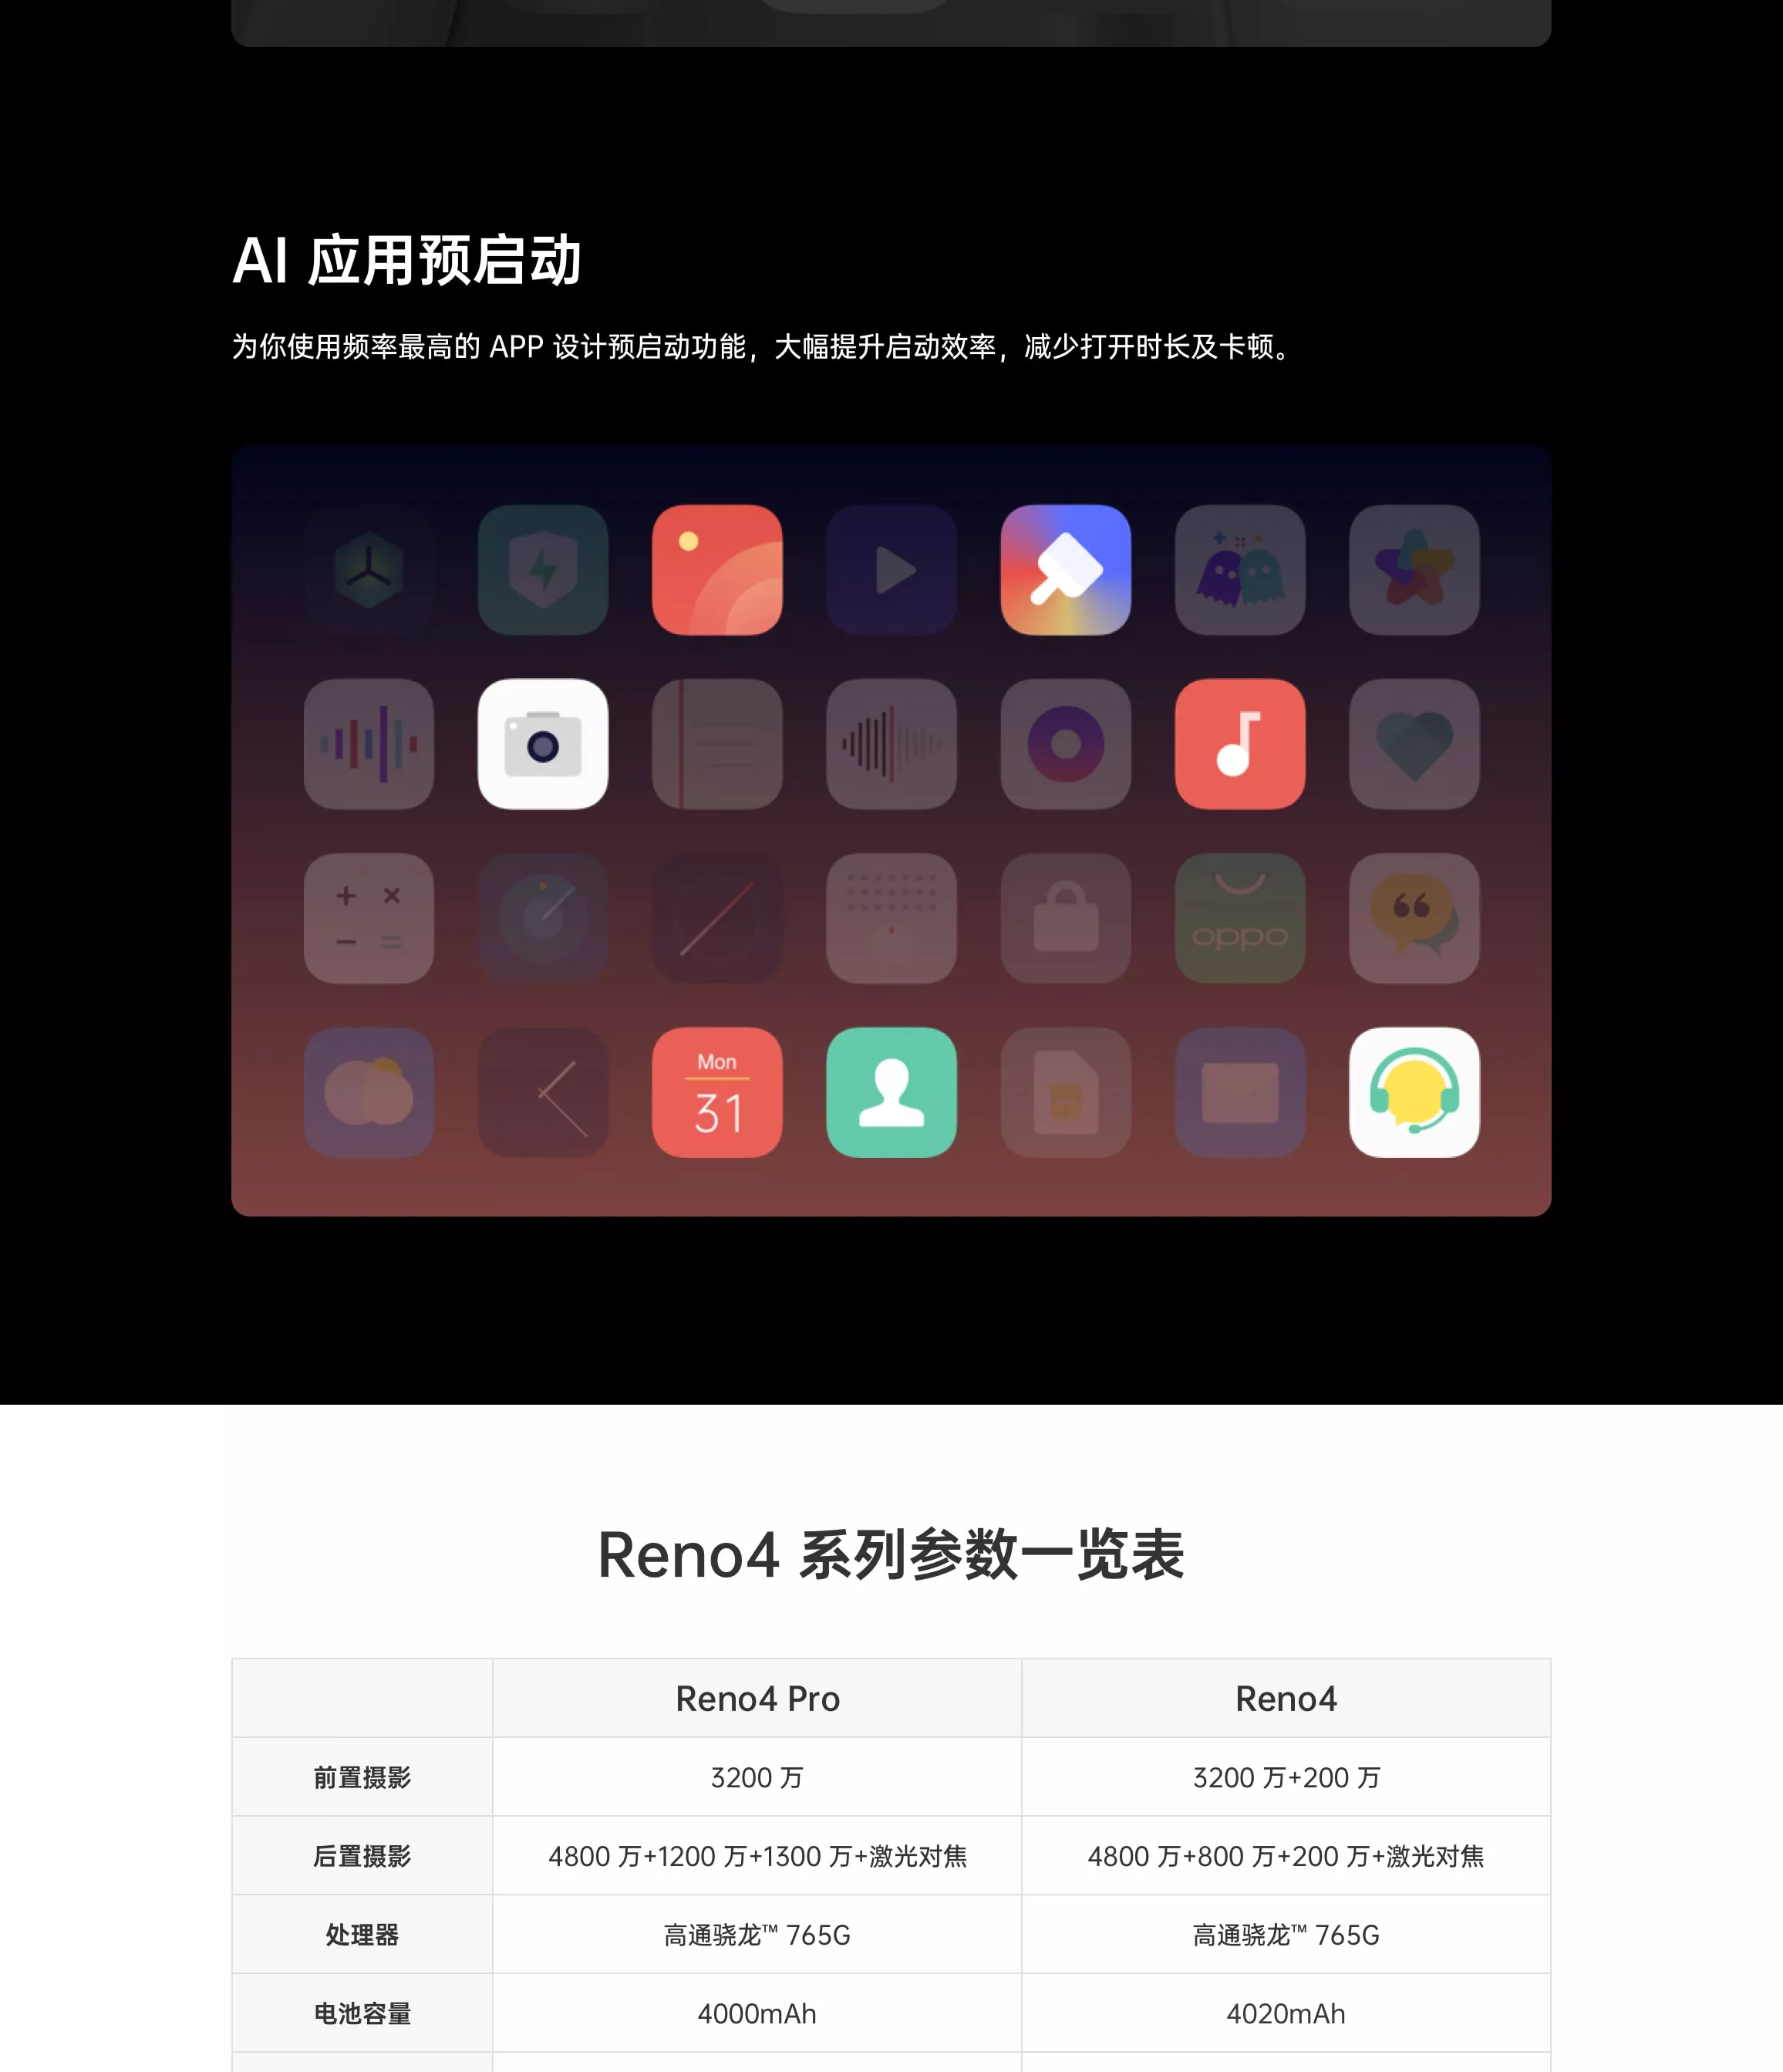 AI 应用预启动
为你使用频率最高的 APP 设计预启动功能，大幅提升启动效率，减少打开时长及卡顿。
oppo
Mon
31
Reno4 系列参数一览表
Reno4 Pro
Reno4
前置摄影
3200 万
3200 万+200 万
后置摄影
4800 万+1200 万+1300 万+激光对焦
4800 万+800 万+200 万+激光对焦
处理器
高通骁龙™ 765G
高通骁龙™ 765G
电池容量
4000mAh
4020mAh